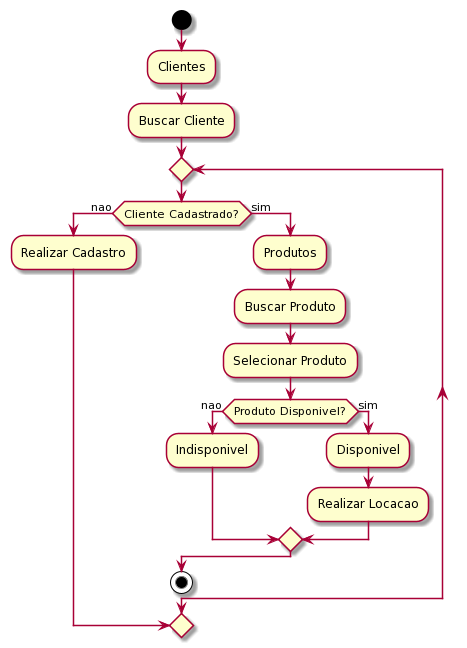 Clientes
Buscar Cliente
nao
Cliente Cadastrado?
sim
Realizar Cadastro
Produtos
Buscar Produto
Selecionar Produto
nao
Produto Disponivel?
sim
Indisponivel
Disponivel
Realizar Locacao